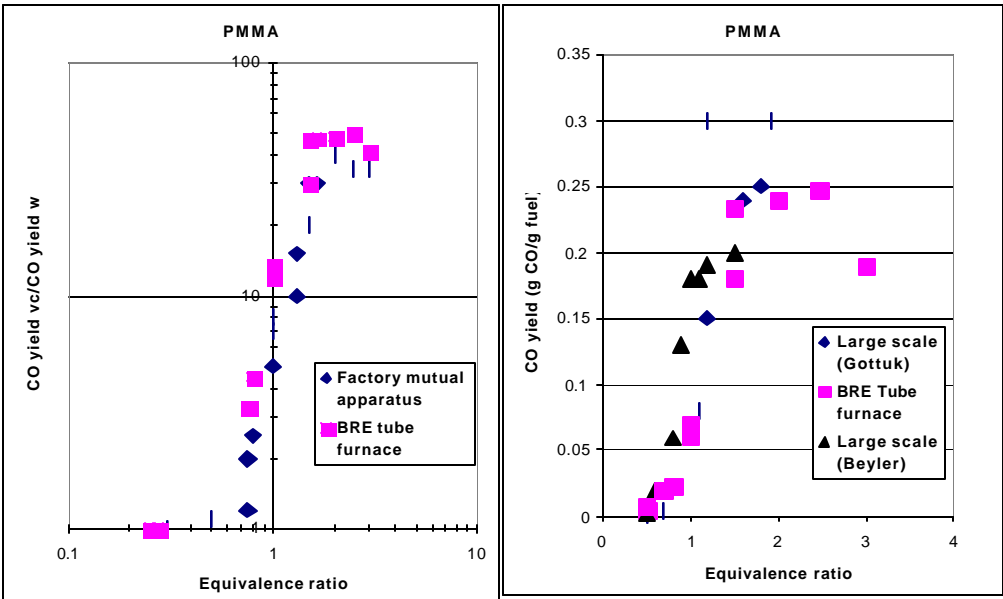 PMMA
100
10
0.1
1
10
Equivalence ratio
CO yield vc/CO yield w
Factory mutual
apparatus
BRE tube
furnace
PMMA
0.35
0.3
0.25
0.2
0.15
0.1
0.05
0
0
1
2
3
4
Equivalence ratio
CO yield (g CO/g fuel)
Large scale
(Gottuk)
BRE Tube
furnace
Large scale
(Beyler)